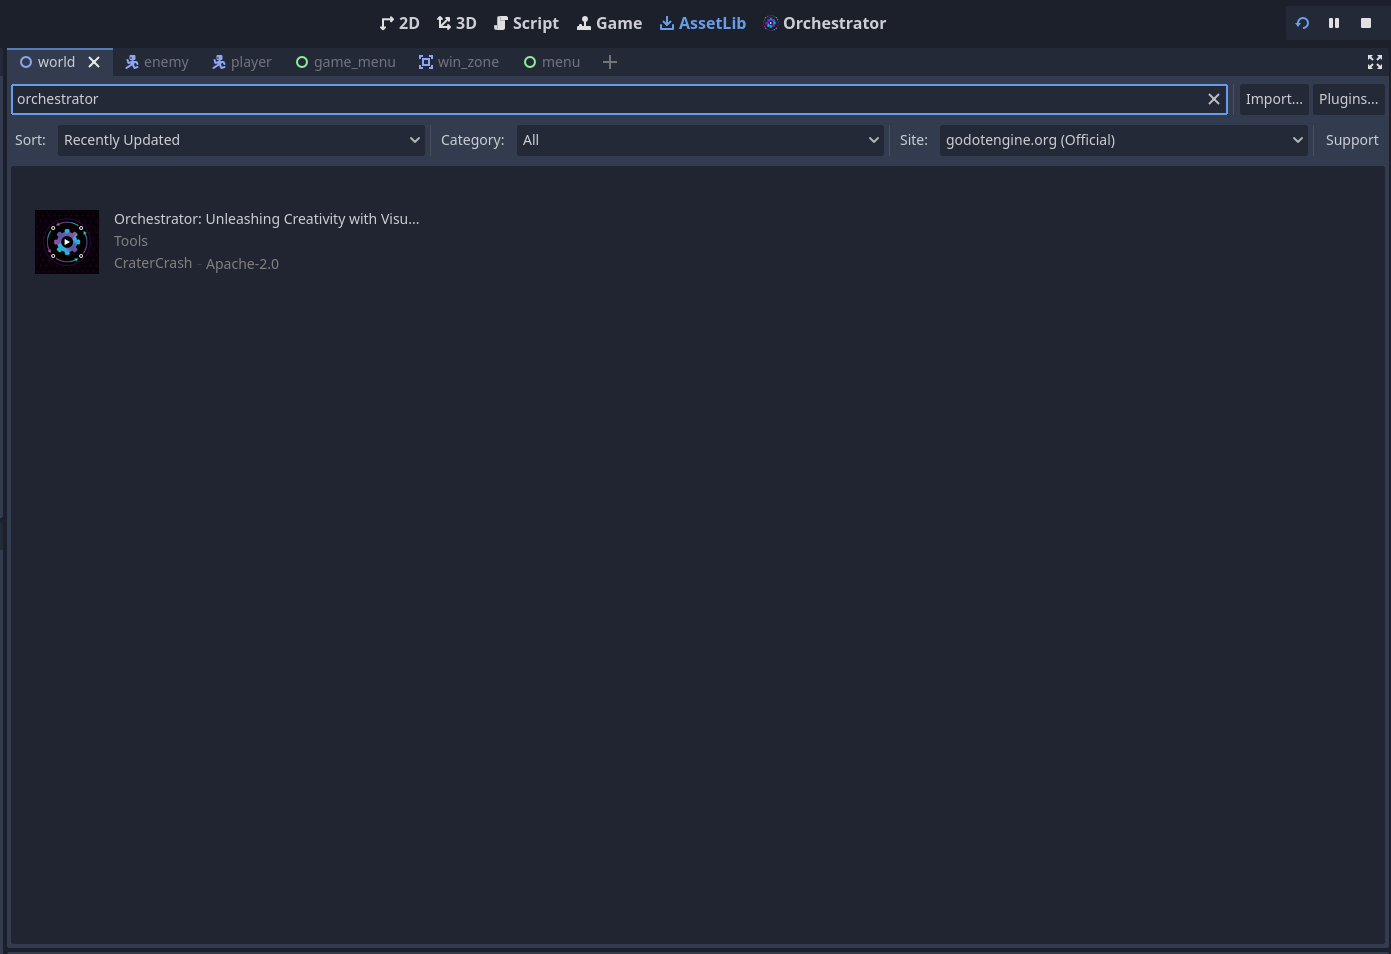 2D 3D Script Game AssetLib Orchestrator
world enemy player game_menu win_zone menu
orchestrator Import... Plugins...
Sort: Recently Updated Category: All Site: godotengine.org (Official) Support
Orchestrator: Unleashing Creativity with Visu...
Tools
CraterCrash - Apache-2.0